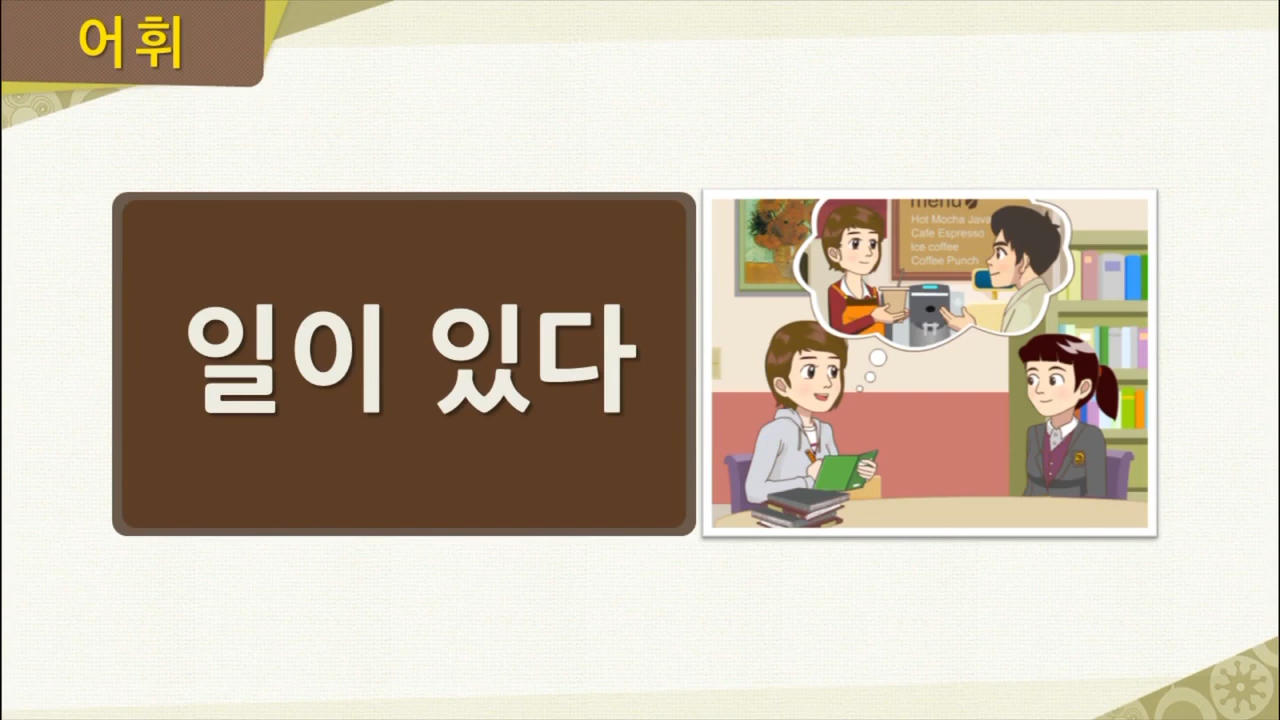 어휘
일이 있다
menu
Hot Mocha Java
Cafe Espresso
Ice coffee
Coffee Punch